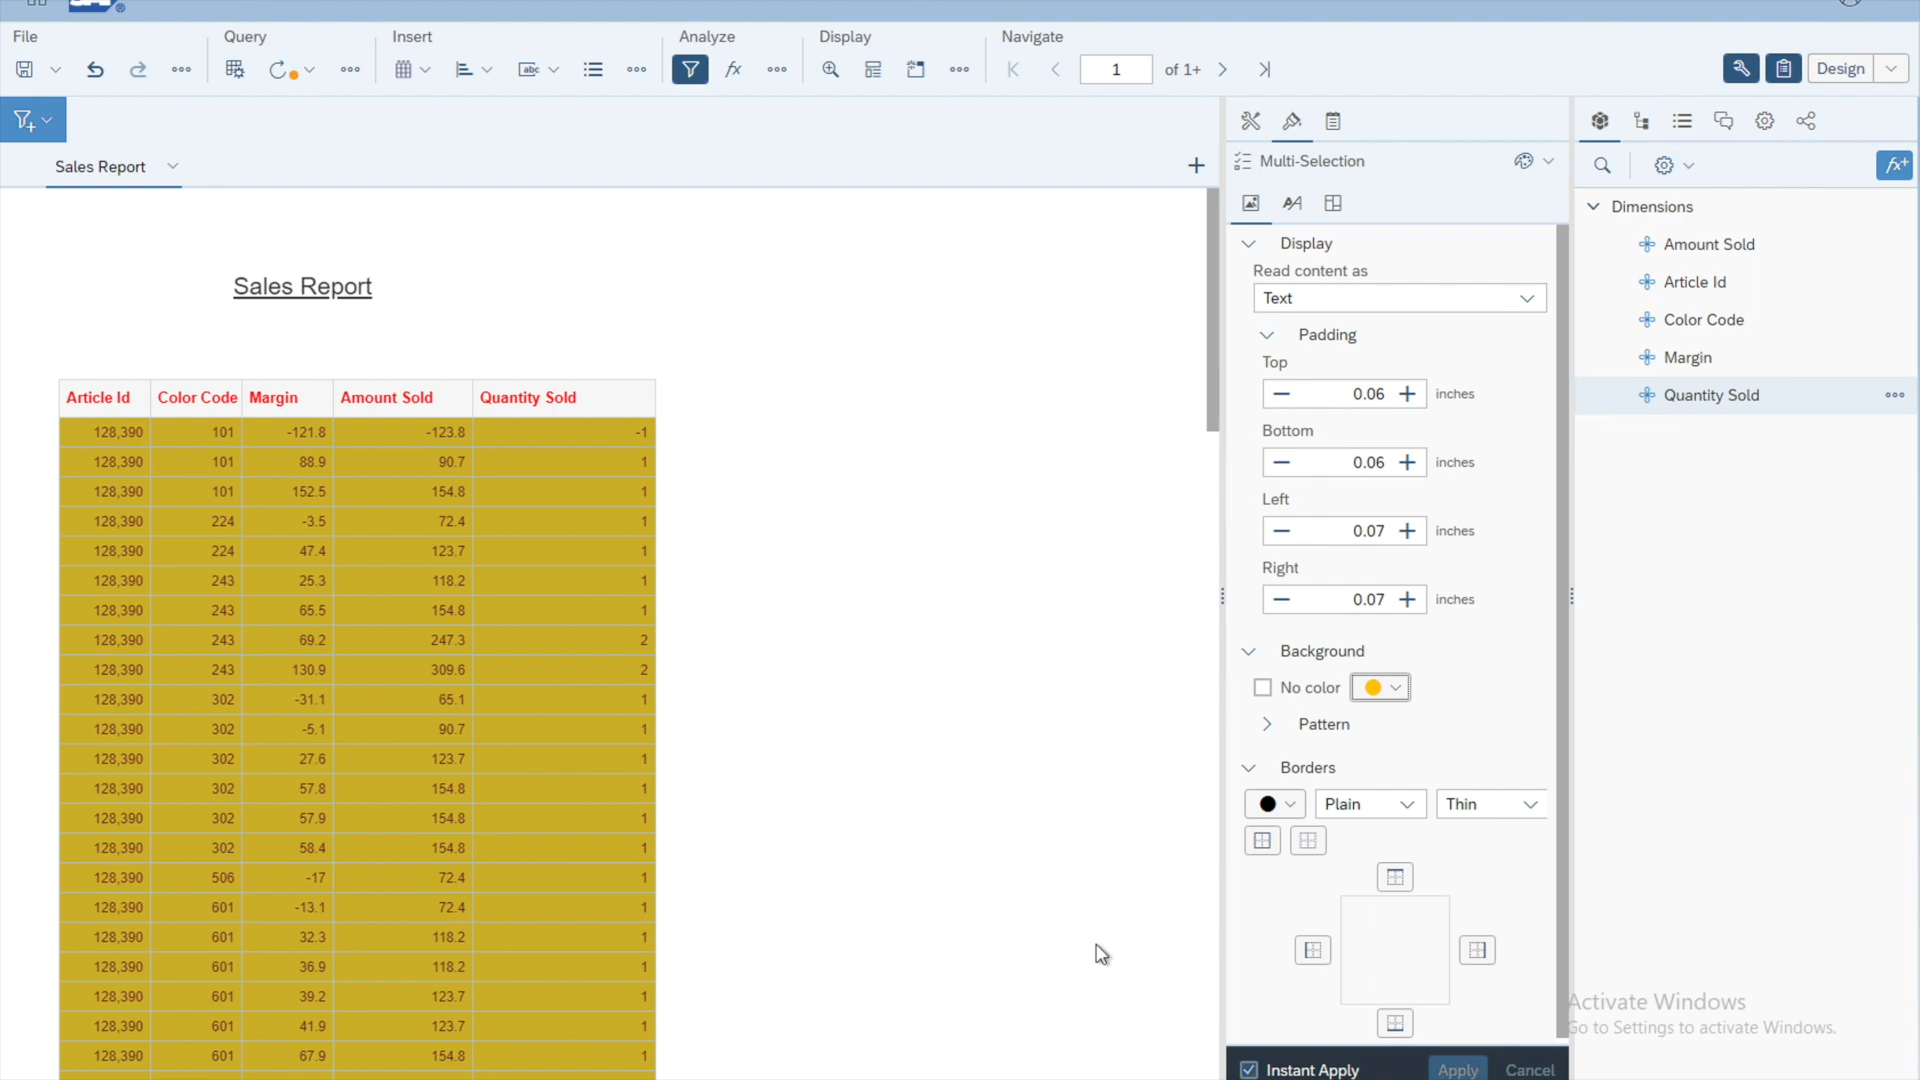 File Query Insert Analyze Display Navigate
abc 1 of 1+ Design
Sales Report
Multi-Selection
Sales Report
Article Id Color Code Margin Amount Sold Quantity Sold
128,390 101 -121.8 -123.8 -1
128,390 101 88.9 90.7 1
128,390 101 152.5 154.8 1
128,390 224 -3.5 72.4 1
128,390 224 47.4 123.7 1
128,390 243 25.3 118.2 1
128,390 243 65.5 154.8 1
128,390 243 69.2 247.3 2
128,390 243 130.9 309.6 2
128,390 302 -31.1 65.1 1
128,390 302 -5.1 90.7 1
128,390 302 27.6 123.7 1
128,390 302 57.8 154.8 1
128,390 302 57.9 154.8 1
128,390 302 58.4 154.8 1
128,390 506 -17 72.4 1
128,390 601 -13.1 72.4 1
128,390 601 32.3 118.2 1
128,390 601 36.9 118.2 1
128,390 601 39.2 123.7 1
128,390 601 41.9 123.7 1
128,390 601 67.9 154.8 1
Display
Read content as
Text
Padding
Top
0.06 inches
Bottom
0.06 inches
Left
0.07 inches
Right
0.07 inches
Background
No color
Pattern
Borders
Plain Thin
Instant Apply Apply Cancel
Dimensions
Amount Sold
Article Id
Color Code
Margin
Quantity Sold
Activate Windows
Go to Settings to activate Windows.